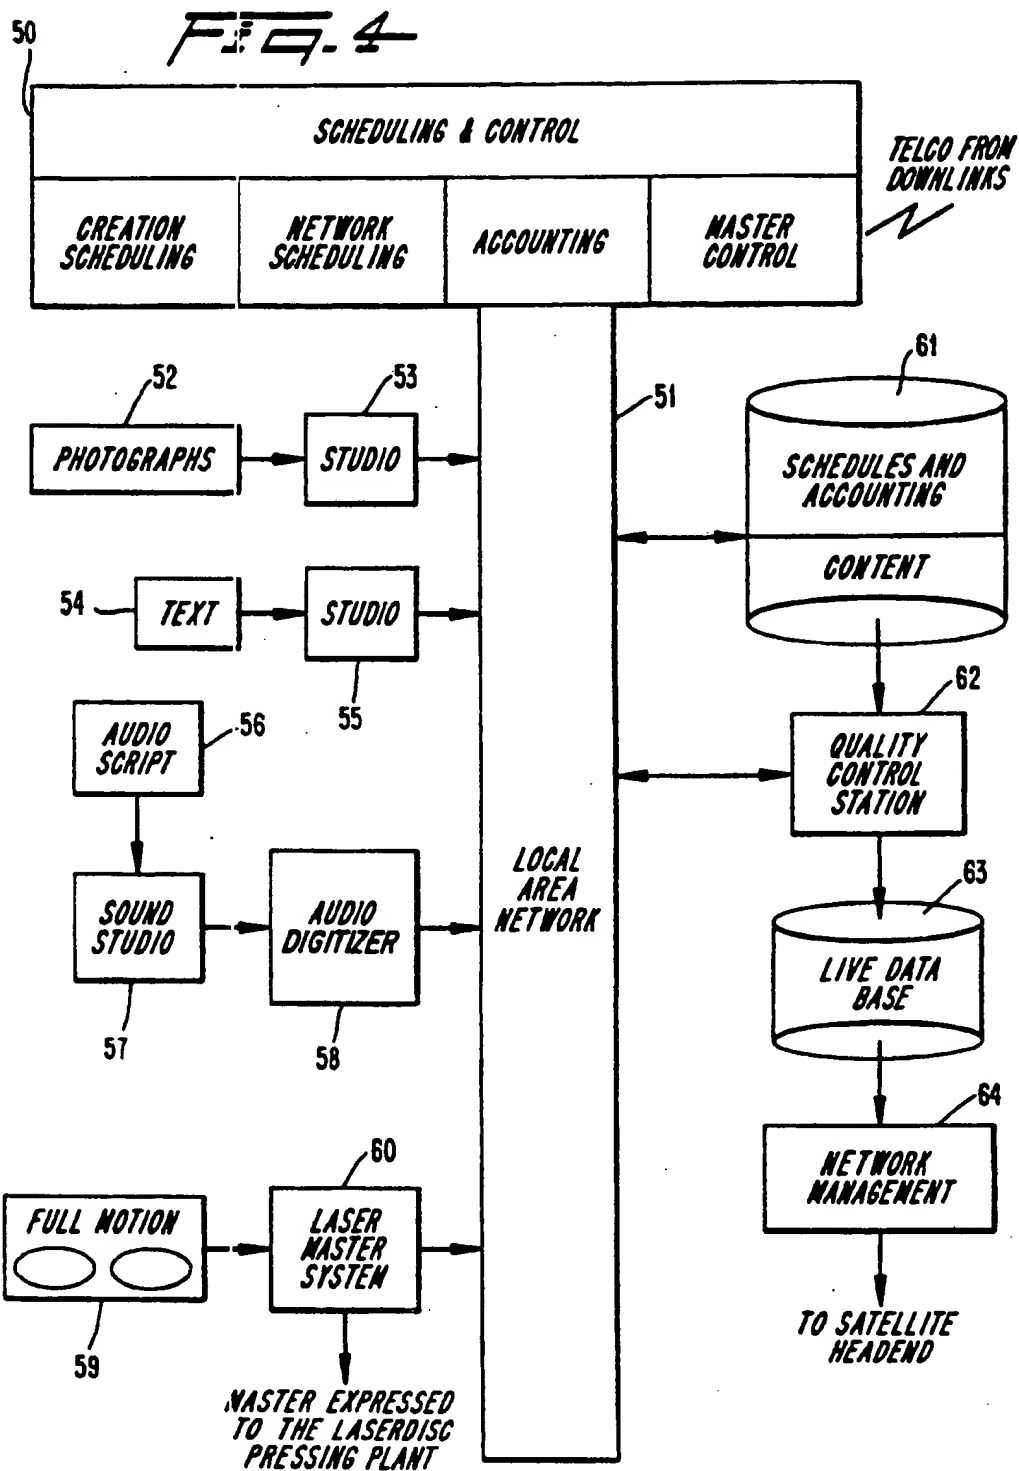 FIG. 4
50
SCHEDULING & CONTROL
TELCO FROM
DOWNLINKS
CREATION
SCHEDULING
NETWORK
SCHEDULING
ACCOUNTING
MASTER
CONTROL
52
PHOTOGRAPHS
53
STUDIO
51
61
SCHEDULES AND
ACCOUNTING
CONTENT
54
TEXT
STUDIO
55
56
AUDIO
SCRIPT
62
QUALITY
CONTROL
STATION
SOUND
STUDIO
57
AUDIO
DIGITIZER
58
LOCAL
AREA
NETWORK
63
LIVE DATA
BASE
64
NETWORK
MANAGEMENT
FULL MOTION
59
60
LASER
MASTER
SYSTEM
TO SATELLITE
HEADEND
MASTER EXPRESSED
TO THE LASERDISC
PRESSING PLANT